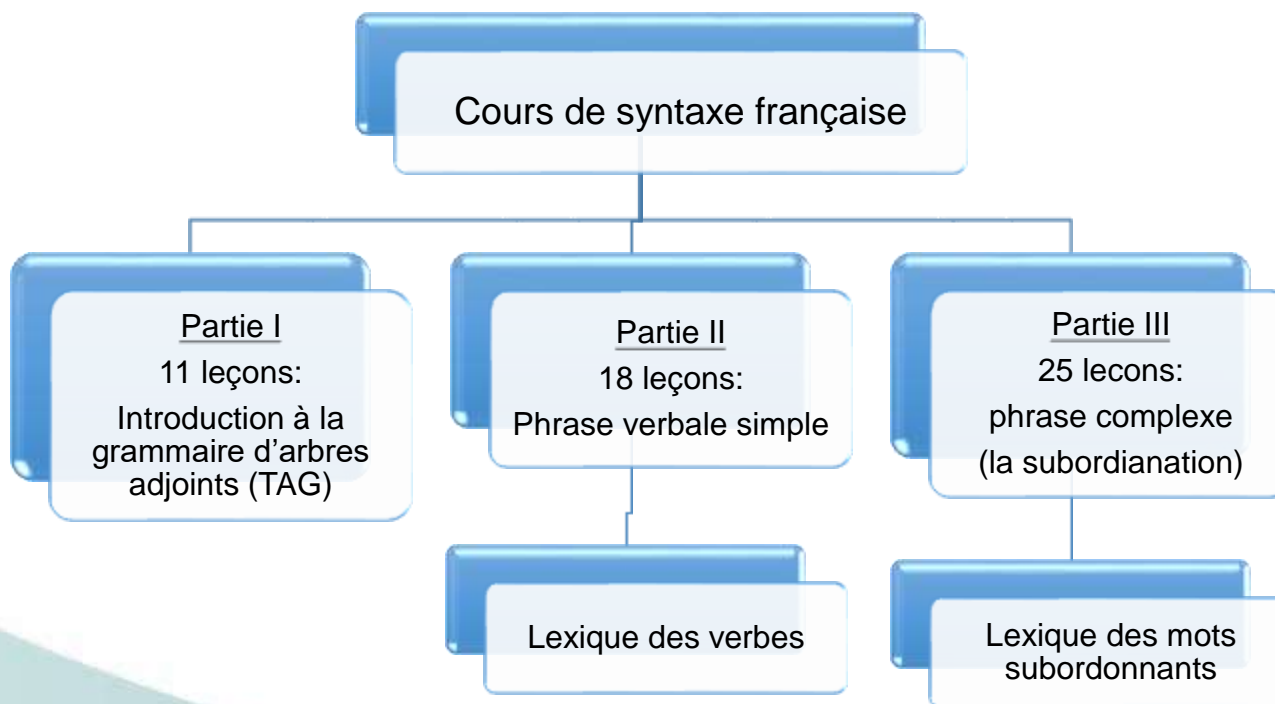 Cours de syntaxe française
Partie I
11 leçons:
Introduction à la
grammaire d’arbres
adjoints (TAG)
Partie II
18 leçons:
Phrase verbale simple
Partie III
25 lecons:
phrase complexe
(la subordianation)
Lexique des verbes
Lexique des mots
subordonnants